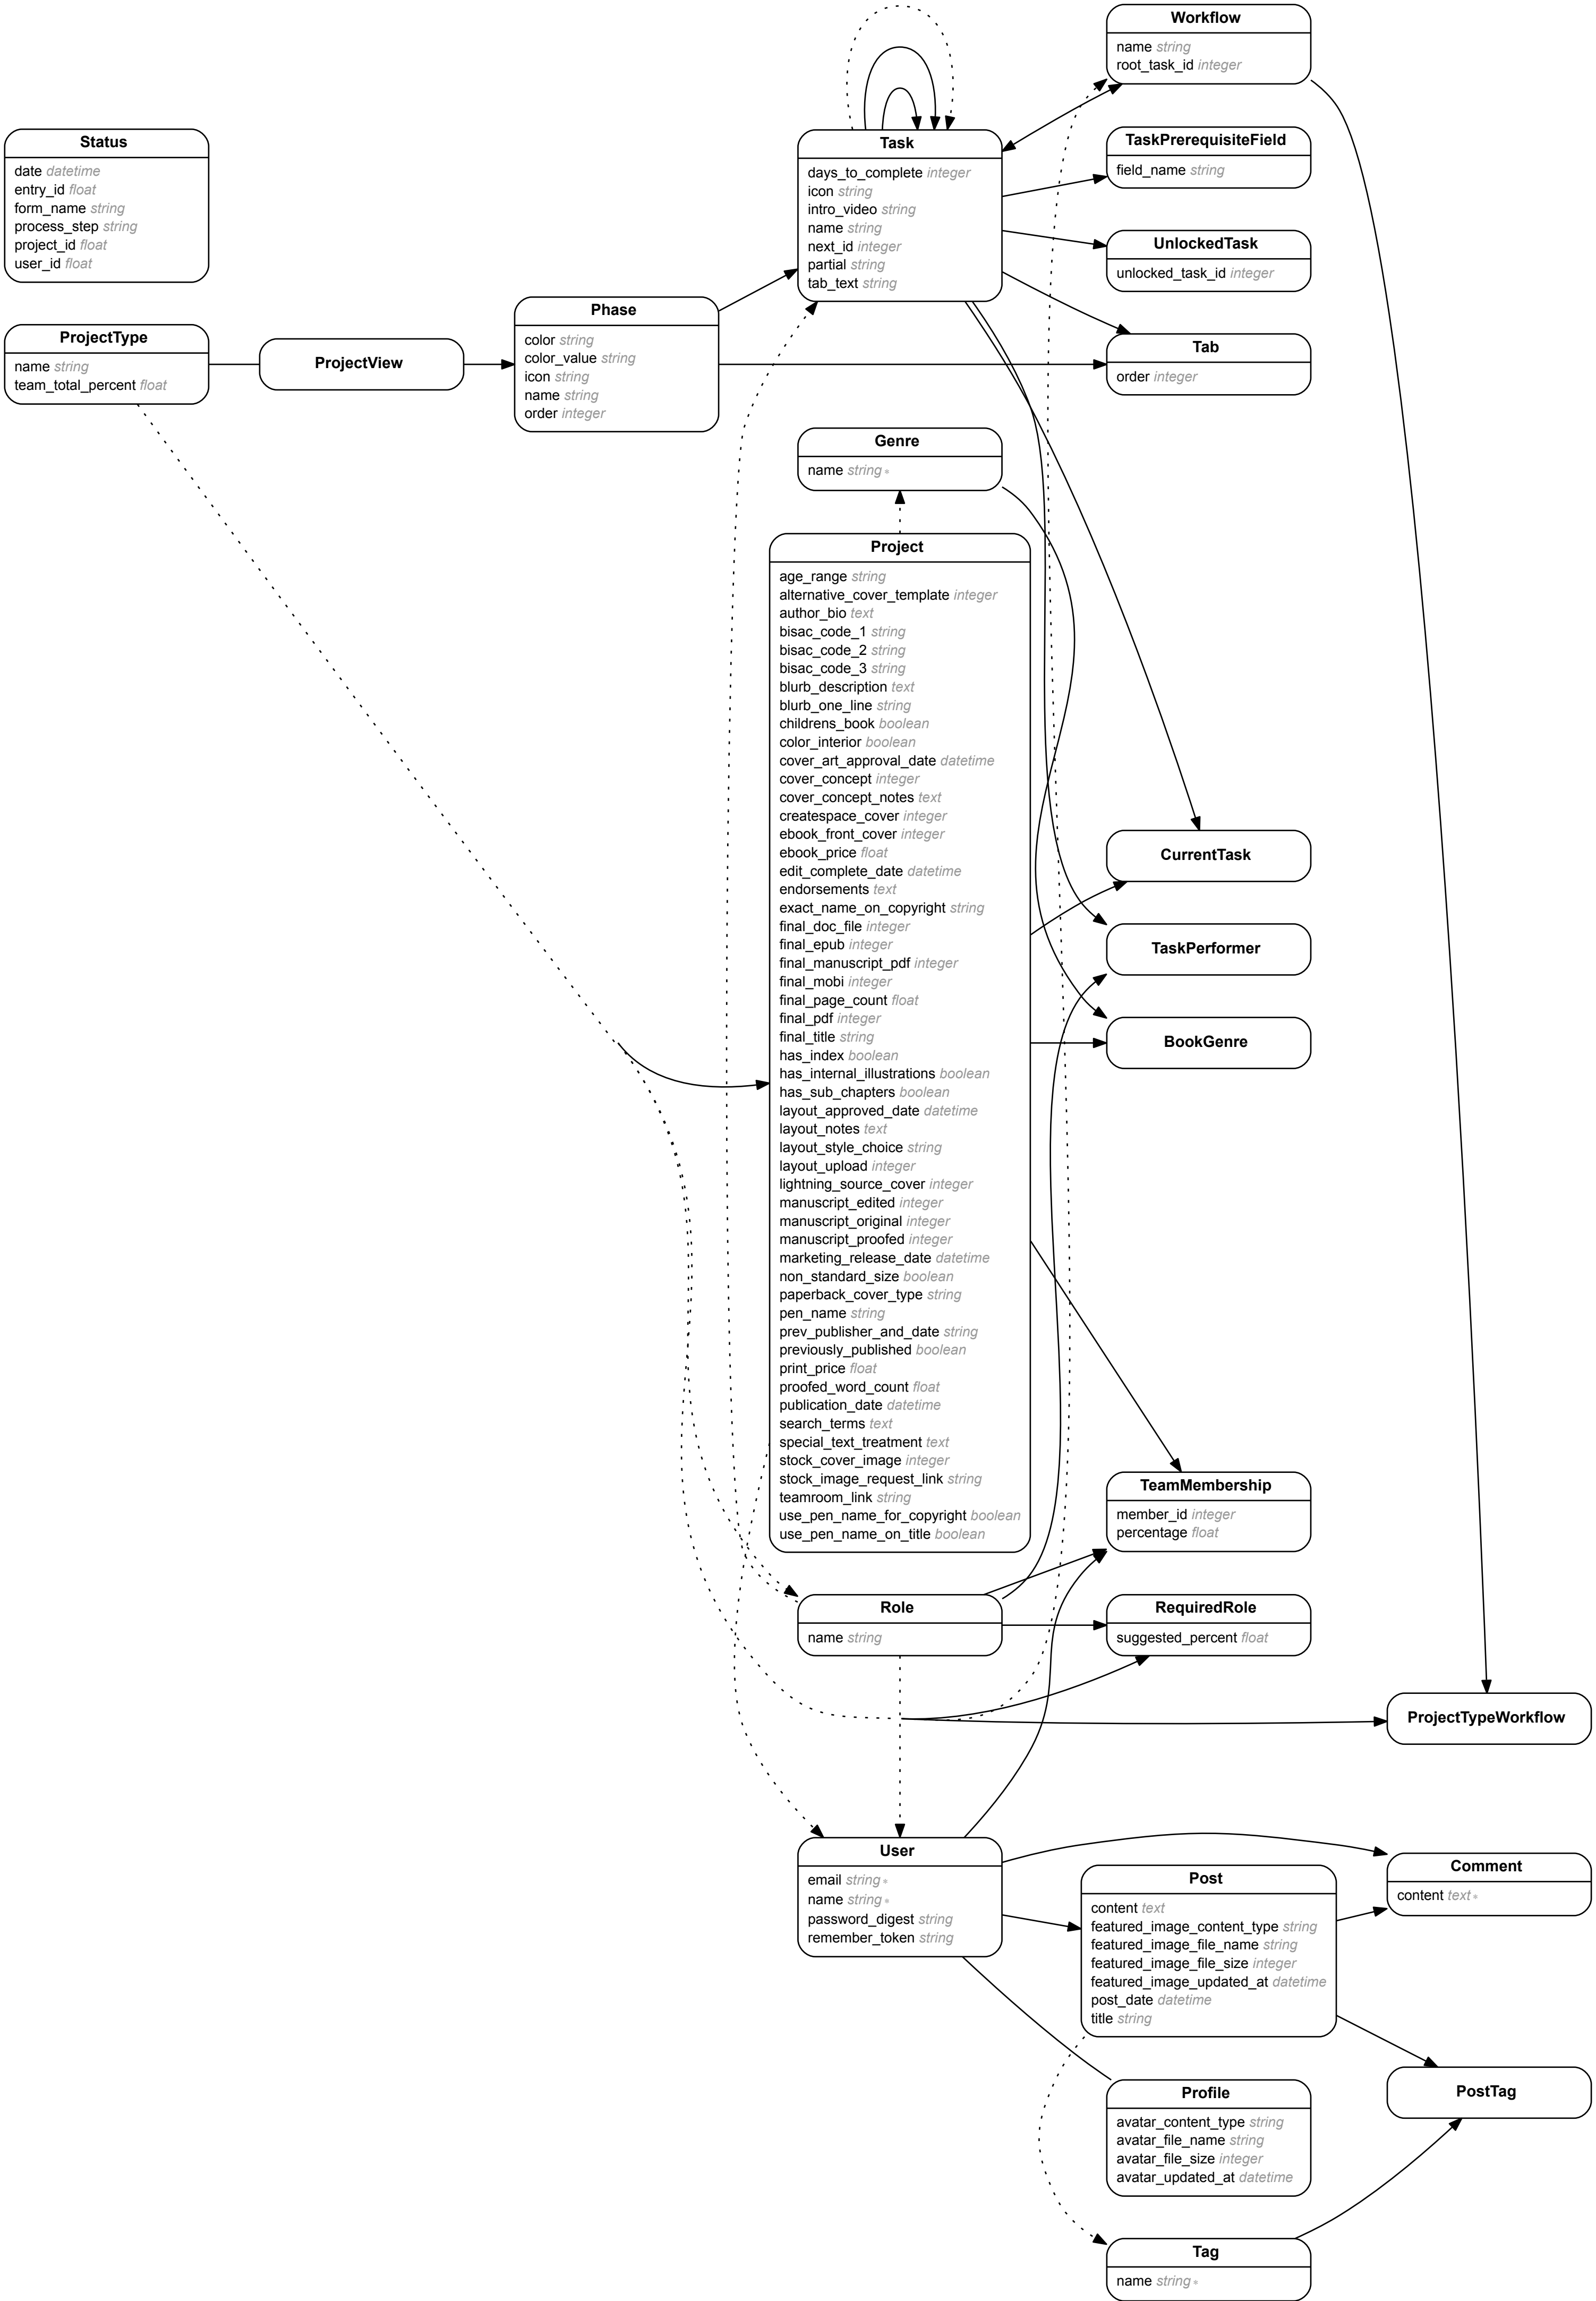 Workflow
name string
root_task_id integer
Status
date datetime
entry_id float
form_name string
process_step string
project_id float
user_id float
Task
days_to_complete integer
icon string
intro_video string
name string
next_id integer
partial string
tab_text string
TaskPrerequisiteField
field_name string
UnlockedTask
unlocked_task_id integer
ProjectType
name string
team_total_percent float
ProjectView
Phase
color string
color_value string
icon string
name string
order integer
Tab
order integer
Genre
name string *
Project
age_range string
alternative_cover_template integer
author_bio text
bisac_code_1 string
bisac_code_2 string
bisac_code_3 string
blurb_description text
blurb_one_line string
childrens_book boolean
color_interior boolean
cover_art_approval_date datetime
cover_concept integer
cover_concept_notes text
createspace_cover integer
ebook_front_cover integer
ebook_price float
edit_complete_date datetime
endorsements text
exact_name_on_copyright string
final_doc_file integer
final_epub integer
final_manuscript_pdf integer
final_mobi integer
final_page_count float
final_pdf integer
final_title string
has_index boolean
has_internal_illustrations boolean
has_sub_chapters boolean
layout_approved_date datetime
layout_notes text
layout_style_choice string
layout_upload integer
lightning_source_cover integer
manuscript_edited integer
manuscript_original integer
manuscript_proofed integer
marketing_release_date datetime
non_standard_size boolean
paperback_cover_type string
pen_name string
prev_publisher_and_date string
previously_published boolean
print_price float
proofed_word_count float
publication_date datetime
search_terms text
special_text_treatment text
stock_cover_image integer
stock_image_request_link string
teamroom_link string
use_pen_name_for_copyright boolean
use_pen_name_on_title boolean
CurrentTask
TaskPerformer
BookGenre
TeamMembership
member_id integer
percentage float
Role
name string
RequiredRole
suggested_percent float
ProjectTypeWorkflow
User
email string *
name string *
password_digest string
remember_token string
Post
content text
featured_image_content_type string
featured_image_file_name string
featured_image_file_size integer
featured_image_updated_at datetime
post_date datetime
title string
Comment
content text *
Profile
avatar_content_type string
avatar_file_name string
avatar_file_size integer
avatar_updated_at datetime
PostTag
Tag
name string *